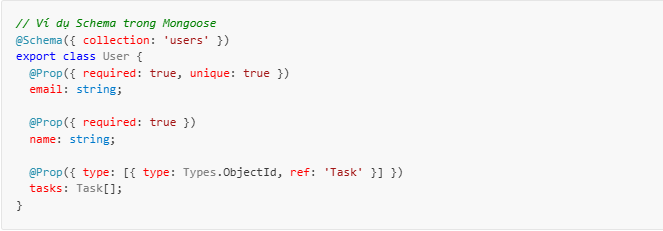 // Ví dụ Schema trong Mongoose
@Schema({ collection: 'users' })
export class User {
  @Prop({ required: true, unique: true })
  email: string;

  @Prop({ required: true })
  name: string;

  @Prop({ type: [{ type: Types.ObjectId, ref: 'Task' }] })
  tasks: Task[];
}